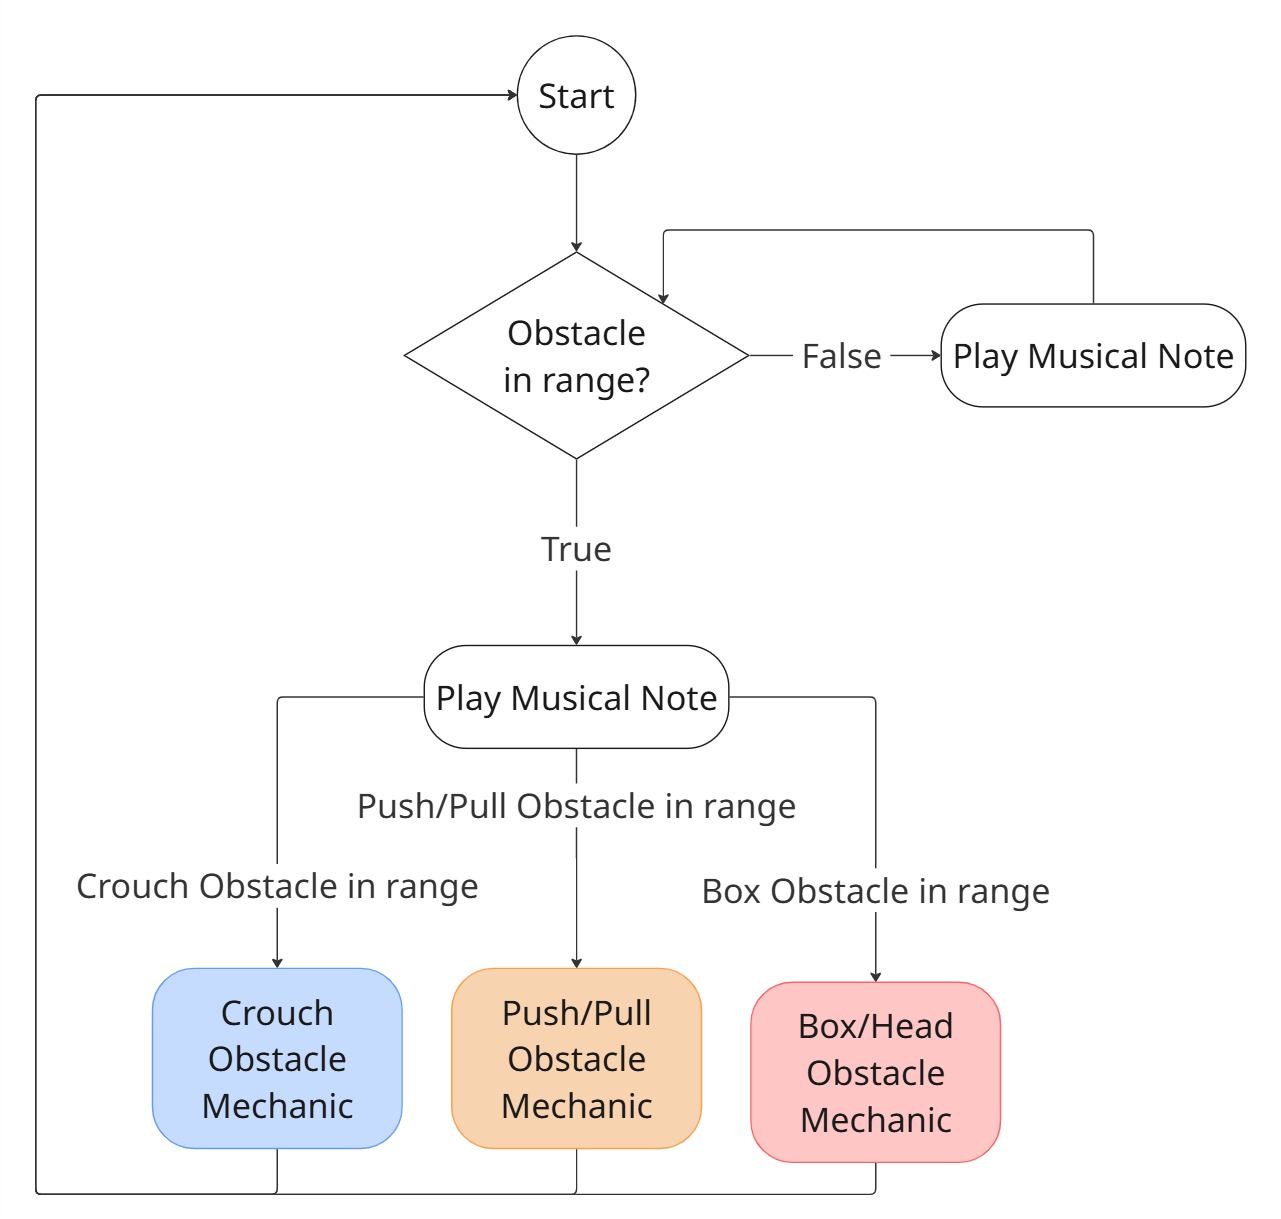 Start
Obstacle
in range?
False
Play Musical Note
True
Play Musical Note
Push/Pull Obstacle in range
Crouch Obstacle in range
Box Obstacle in range
Crouch
Obstacle
Mechanic
Push/Pull
Obstacle
Mechanic
Box/Head
Obstacle
Mechanic